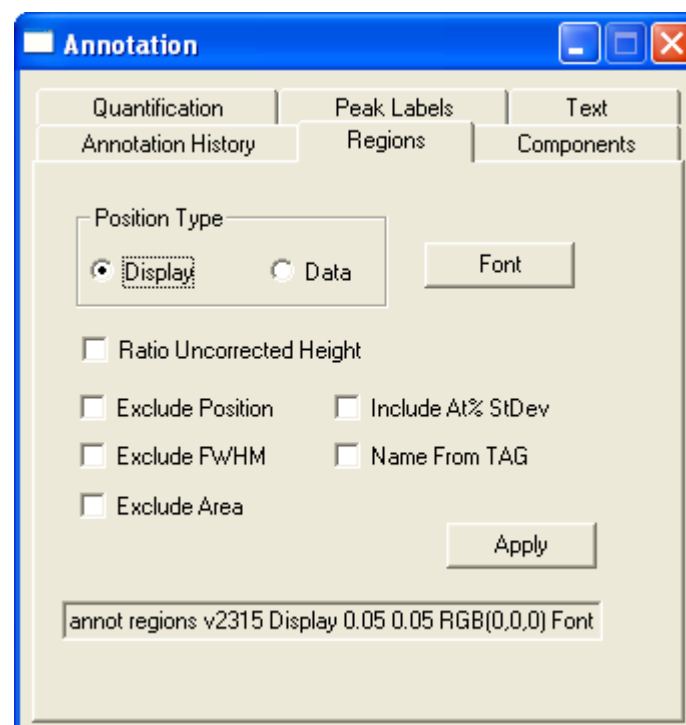 Annotation
Quantification Peak Labels Text
Annotation History Regions Components
Position Type
Display Data Font
Ratio Uncorrected Height
Exclude Position Include At% StDev
Exclude FWHM Name From TAG
Exclude Area
Apply
annot regions v2315 Display 0.05 0.05 RGB(0,0,0) Font